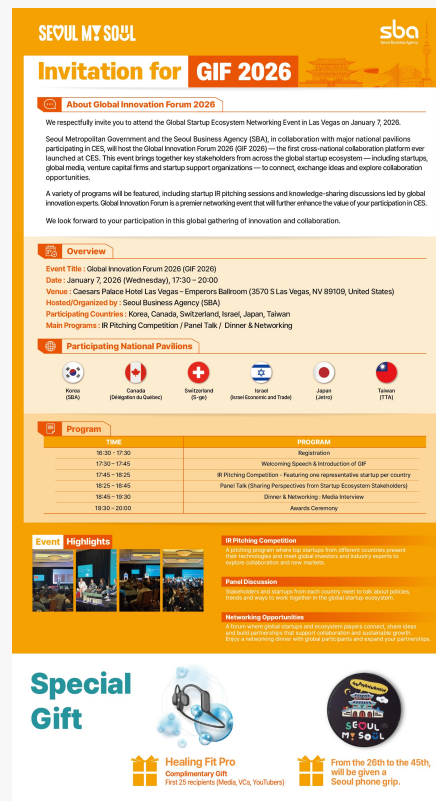 SEOUL MY SOUL
sba
Seoul Business Agency
Invitation for GIF 2026
About Global Innovation Forum 2026
We respectfully invite you to attend the Global Startup Ecosystem Networking Event in Las Vegas on January 7, 2026.
Seoul Metropolitan Government and the Seoul Business Agency (SBA), in collaboration with major national pavilions
participating in CES, will host the Global Innovation Forum 2026 (GIF 2026) — the first cross-national collaboration platform ever
launched at CES. This event brings together key stakeholders from across the global startup ecosystem — including startups,
global media, venture capital firms and startup support organizations — to connect, exchange ideas and explore collaboration
opportunities.
A variety of programs will be featured, including startup IR pitching sessions and knowledge-sharing discussions led by global
innovation experts. Global Innovation Forum is a premier networking event that will further enhance the value of your participation in CES.
We look forward to your participation in this global gathering of innovation and collaboration.
Overview
Event Title : Global Innovation Forum 2026 (GIF 2026)
Date : January 7, 2026 (Wednesday), 17:30 – 20:00
Venue : Caesars Palace Hotel Las Vegas – Emperors Ballroom (3570 S Las Vegas, NV 89109, United States)
Hosted/Organized by : Seoul Business Agency (SBA)
Participating Countries : Korea, Canada, Switzerland, Israel, Japan, Taiwan
Main Programs : IR Pitching Competition / Panel Talk / Dinner & Networking
Participating National Pavilions
Korea Canada Switzerland Israel Japan Taiwan
(SBA) (Délégation du Québec) (S-ge) (Israel Economic and Trade) (Jetro) (TTA)
Program
TIME PROGRAM
16:30 - 17:30 Registration
17:30 – 17:45 Welcoming Speech & Introduction of GIF
17:45 – 18:25 IR Pitching Competition - Featuring one representative startup per country
18:25 – 18:45 Panel Talk (Sharing Perspectives from Startup Ecosystem Stakeholders)
18:45 – 19:30 Dinner & Networking : Media Interview
19:30 – 20:00 Awards Ceremony
Event Highlights
IR Pitching Competition
A pitching program where top startups from different countries present
their technologies and meet global investors and industry experts to
explore collaboration and new markets.
Panel Discussion
Stakeholders and startups from each country meet to talk about policies,
trends and ways to work together in the global startup ecosystem.
Networking Opportunities
A forum where global startups and ecosystem players connect, share ideas
and build partnerships that support collaboration and sustainable growth.
Enjoy a networking dinner with global participants and expand your partnerships.
Special
Gift
SEOUL
MY SOUL
Healing Fit Pro
Complimentary Gift
First 25 recipients (Media, VCs, YouTubers)
From the 26th to the 45th,
will be given a
Seoul phone grip.